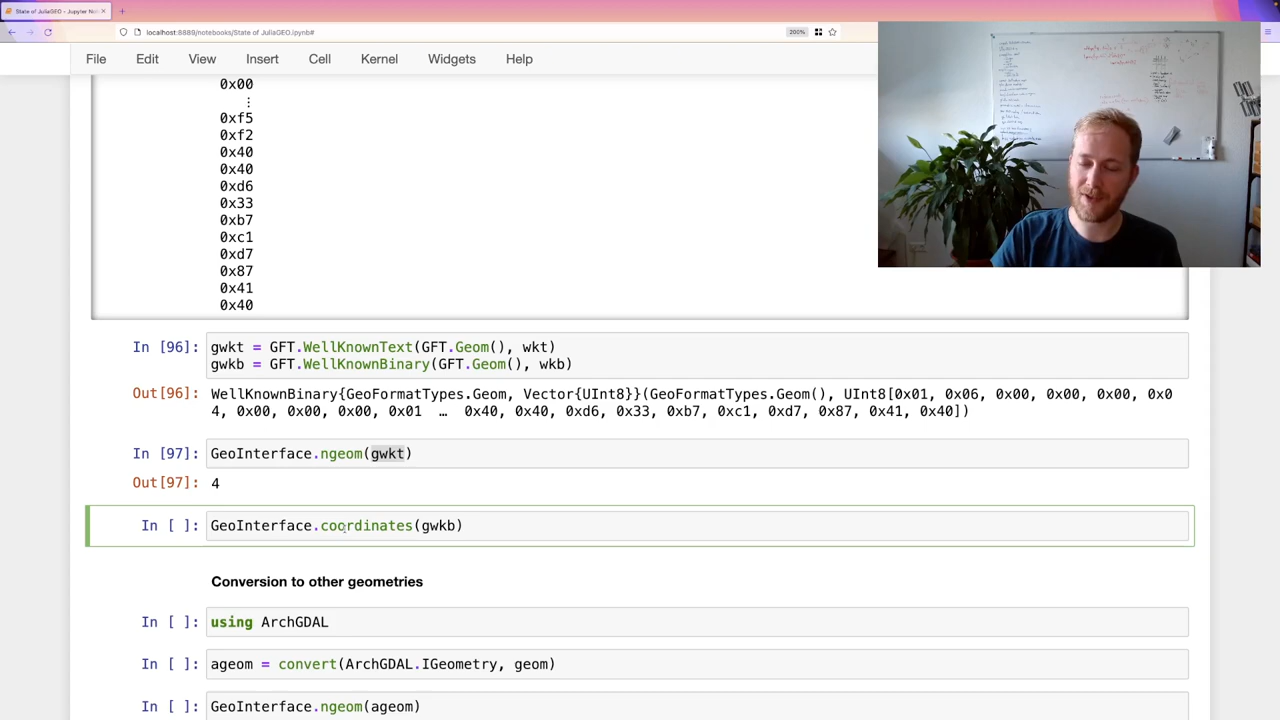 State of JuliaGEO - Jupyter No
localhost:8889/notebooks/State of JuliaGEO.ipynb#
200%
File Edit View Insert Cell Kernel Widgets Help
0x00
⋮
0xf5
0xf2
0x40
0x40
0xd6
0x33
0xb7
0xc1
0xd7
0x87
0x41
0x40
In [96]: gwkt = GFT.WellKnownText(GFT.Geom(), wkt)
gwkb = GFT.WellKnownBinary(GFT.Geom(), wkb)
Out[96]: WellKnownBinary{GeoFormatTypes.Geom, Vector{UInt8}}(GeoFormatTypes.Geom(), UInt8[0x01, 0x06, 0x00, 0x00, 0x00, 0x0
4, 0x00, 0x00, 0x00, 0x01 … 0x40, 0x40, 0xd6, 0x33, 0xb7, 0xc1, 0xd7, 0x87, 0x41, 0x40])
In [97]: GeoInterface.ngeom(gwkt)
Out[97]: 4
In [ ]: GeoInterface.coordinates(gwkb)
Conversion to other geometries
In [ ]: using ArchGDAL
In [ ]: ageom = convert(ArchGDAL.IGeometry, geom)
In [ ]: GeoInterface.ngeom(ageom)